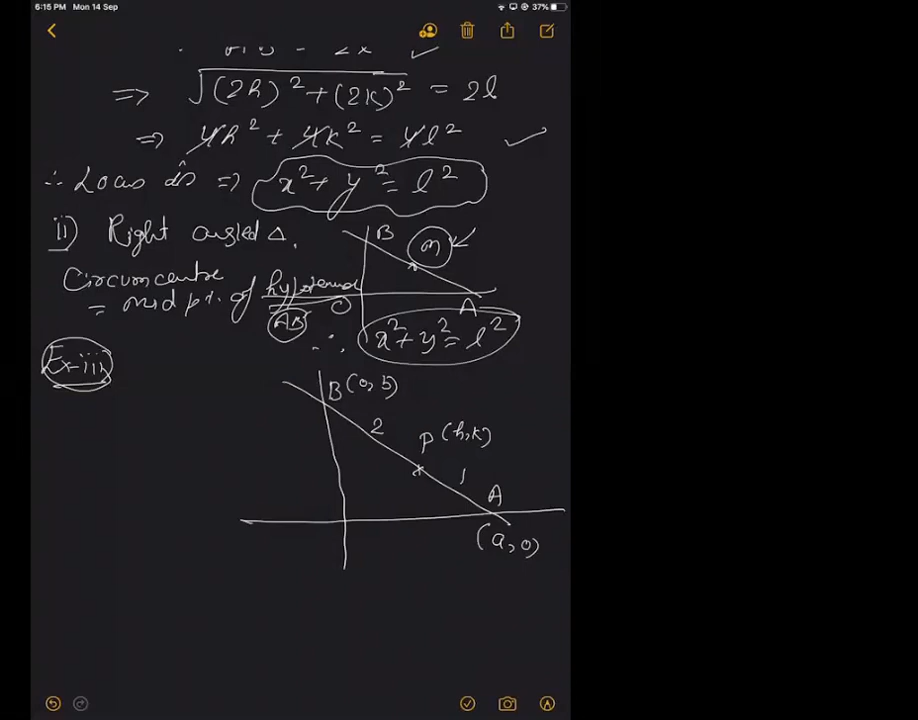 6:15 PM Mon 14 Sep
37%
⇒ √(2h)² + (2k)² = 2l
⇒ 4h² + 4k² = 4l²
∴ Locus is ⇒ x² + y² = l²
ii) Right angled Δ.
B
M
Circumcentre
= mid pt. of hypotenuse
O
A
AB
∴ x² + y² = l²
Ex-iii
B(0, b)
2
P(h, k)
1
A
(a, 0)